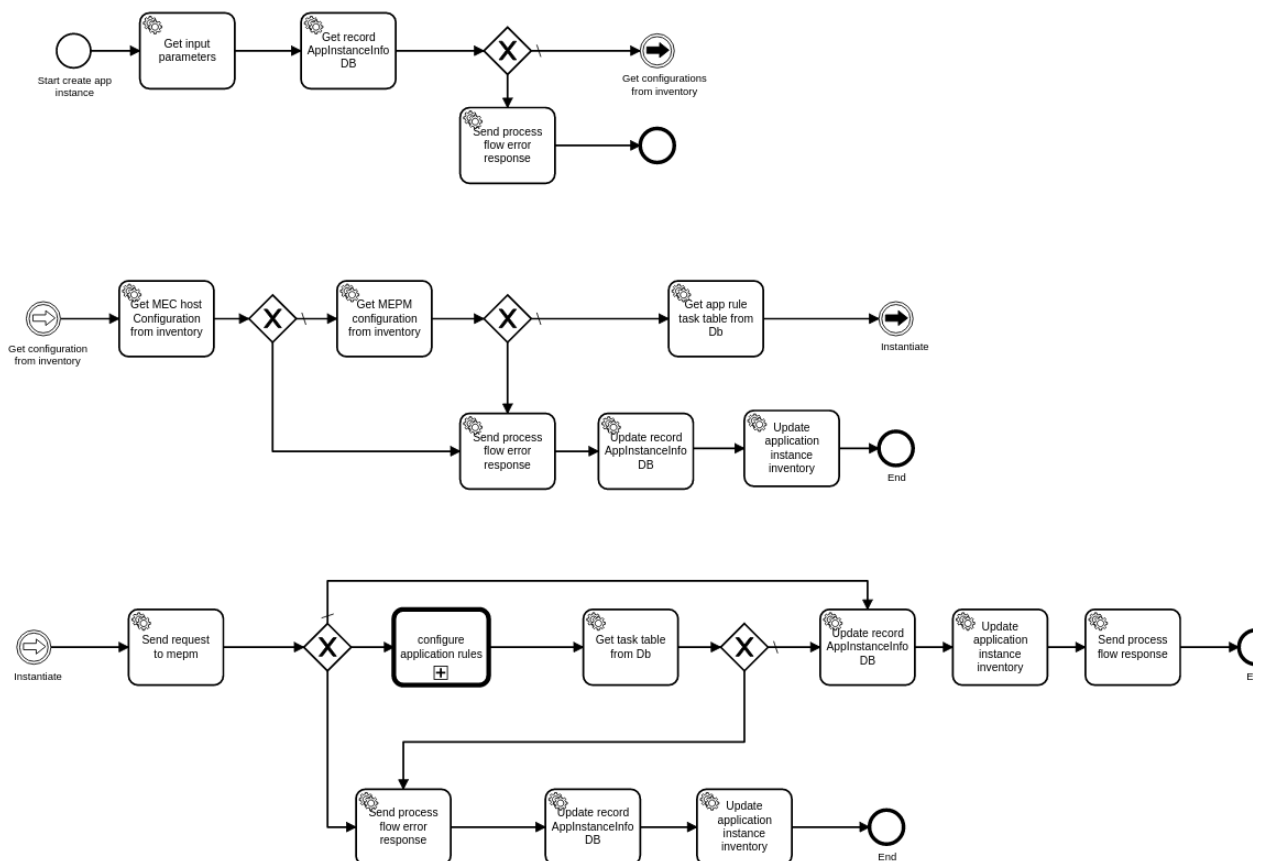 Get input
parameters
Get record
AppInstanceInfo
DB
X
Start create app
instance
Get configurations
from inventory
Send process
flow error
response
Get MEC host
Configuration
from inventory
X
Get MEPM
configuration
from inventory
X
Get app rule
task table from
Db
Get configuration
from inventory
Instantiate
Send process
flow error
response
Update record
AppInstanceInfo
DB
Update
application
instance
inventory
End
Send request
to mepm
X
configure
application rules
Get task table
from Db
X
Update record
AppInstanceInfo
DB
Update
application
instance
inventory
Send process
flow response
Instantiate
E
Send process
flow error
response
Update record
AppInstanceInfo
DB
Update
application
instance
inventory
End